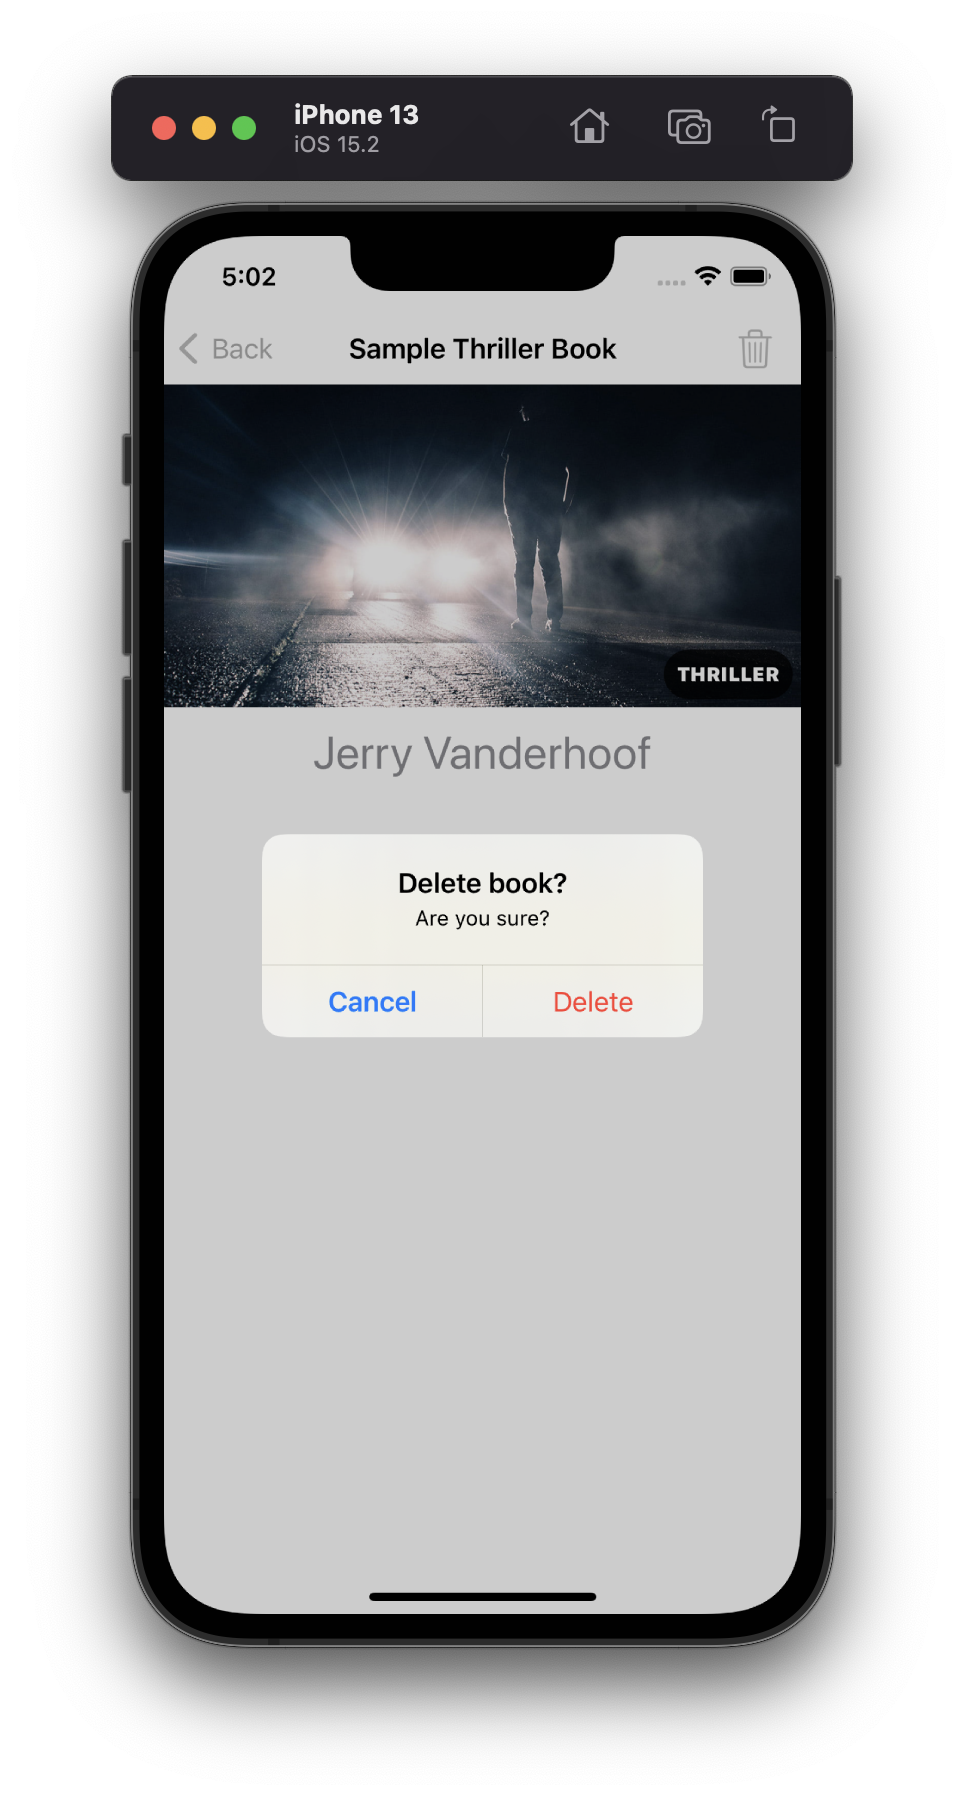 iPhone 13
iOS 15.2
5:02
Back
Sample Thriller Book
THRILLER
Jerry Vanderhoof
Delete book?
Are you sure?
Cancel
Delete